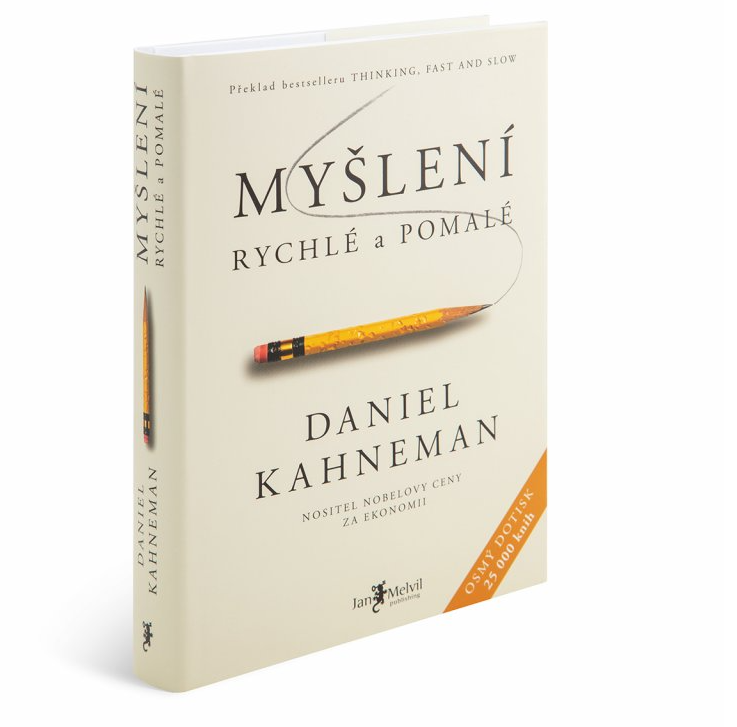 Překlad bestselleru THINKING, FAST AND SLOW
MYŠLENÍ
RYCHLÉ a POMALÉ
DANIEL
KAHNEMAN
NOSITEL NOBELOVY CENY
ZA EKONOMII
OSMÝ DOTISK
25 000 knih
Jan Melvil
publishing
MYŠLENÍ
RYCHLÉ a POMALÉ
DANIEL
KAHNEMAN